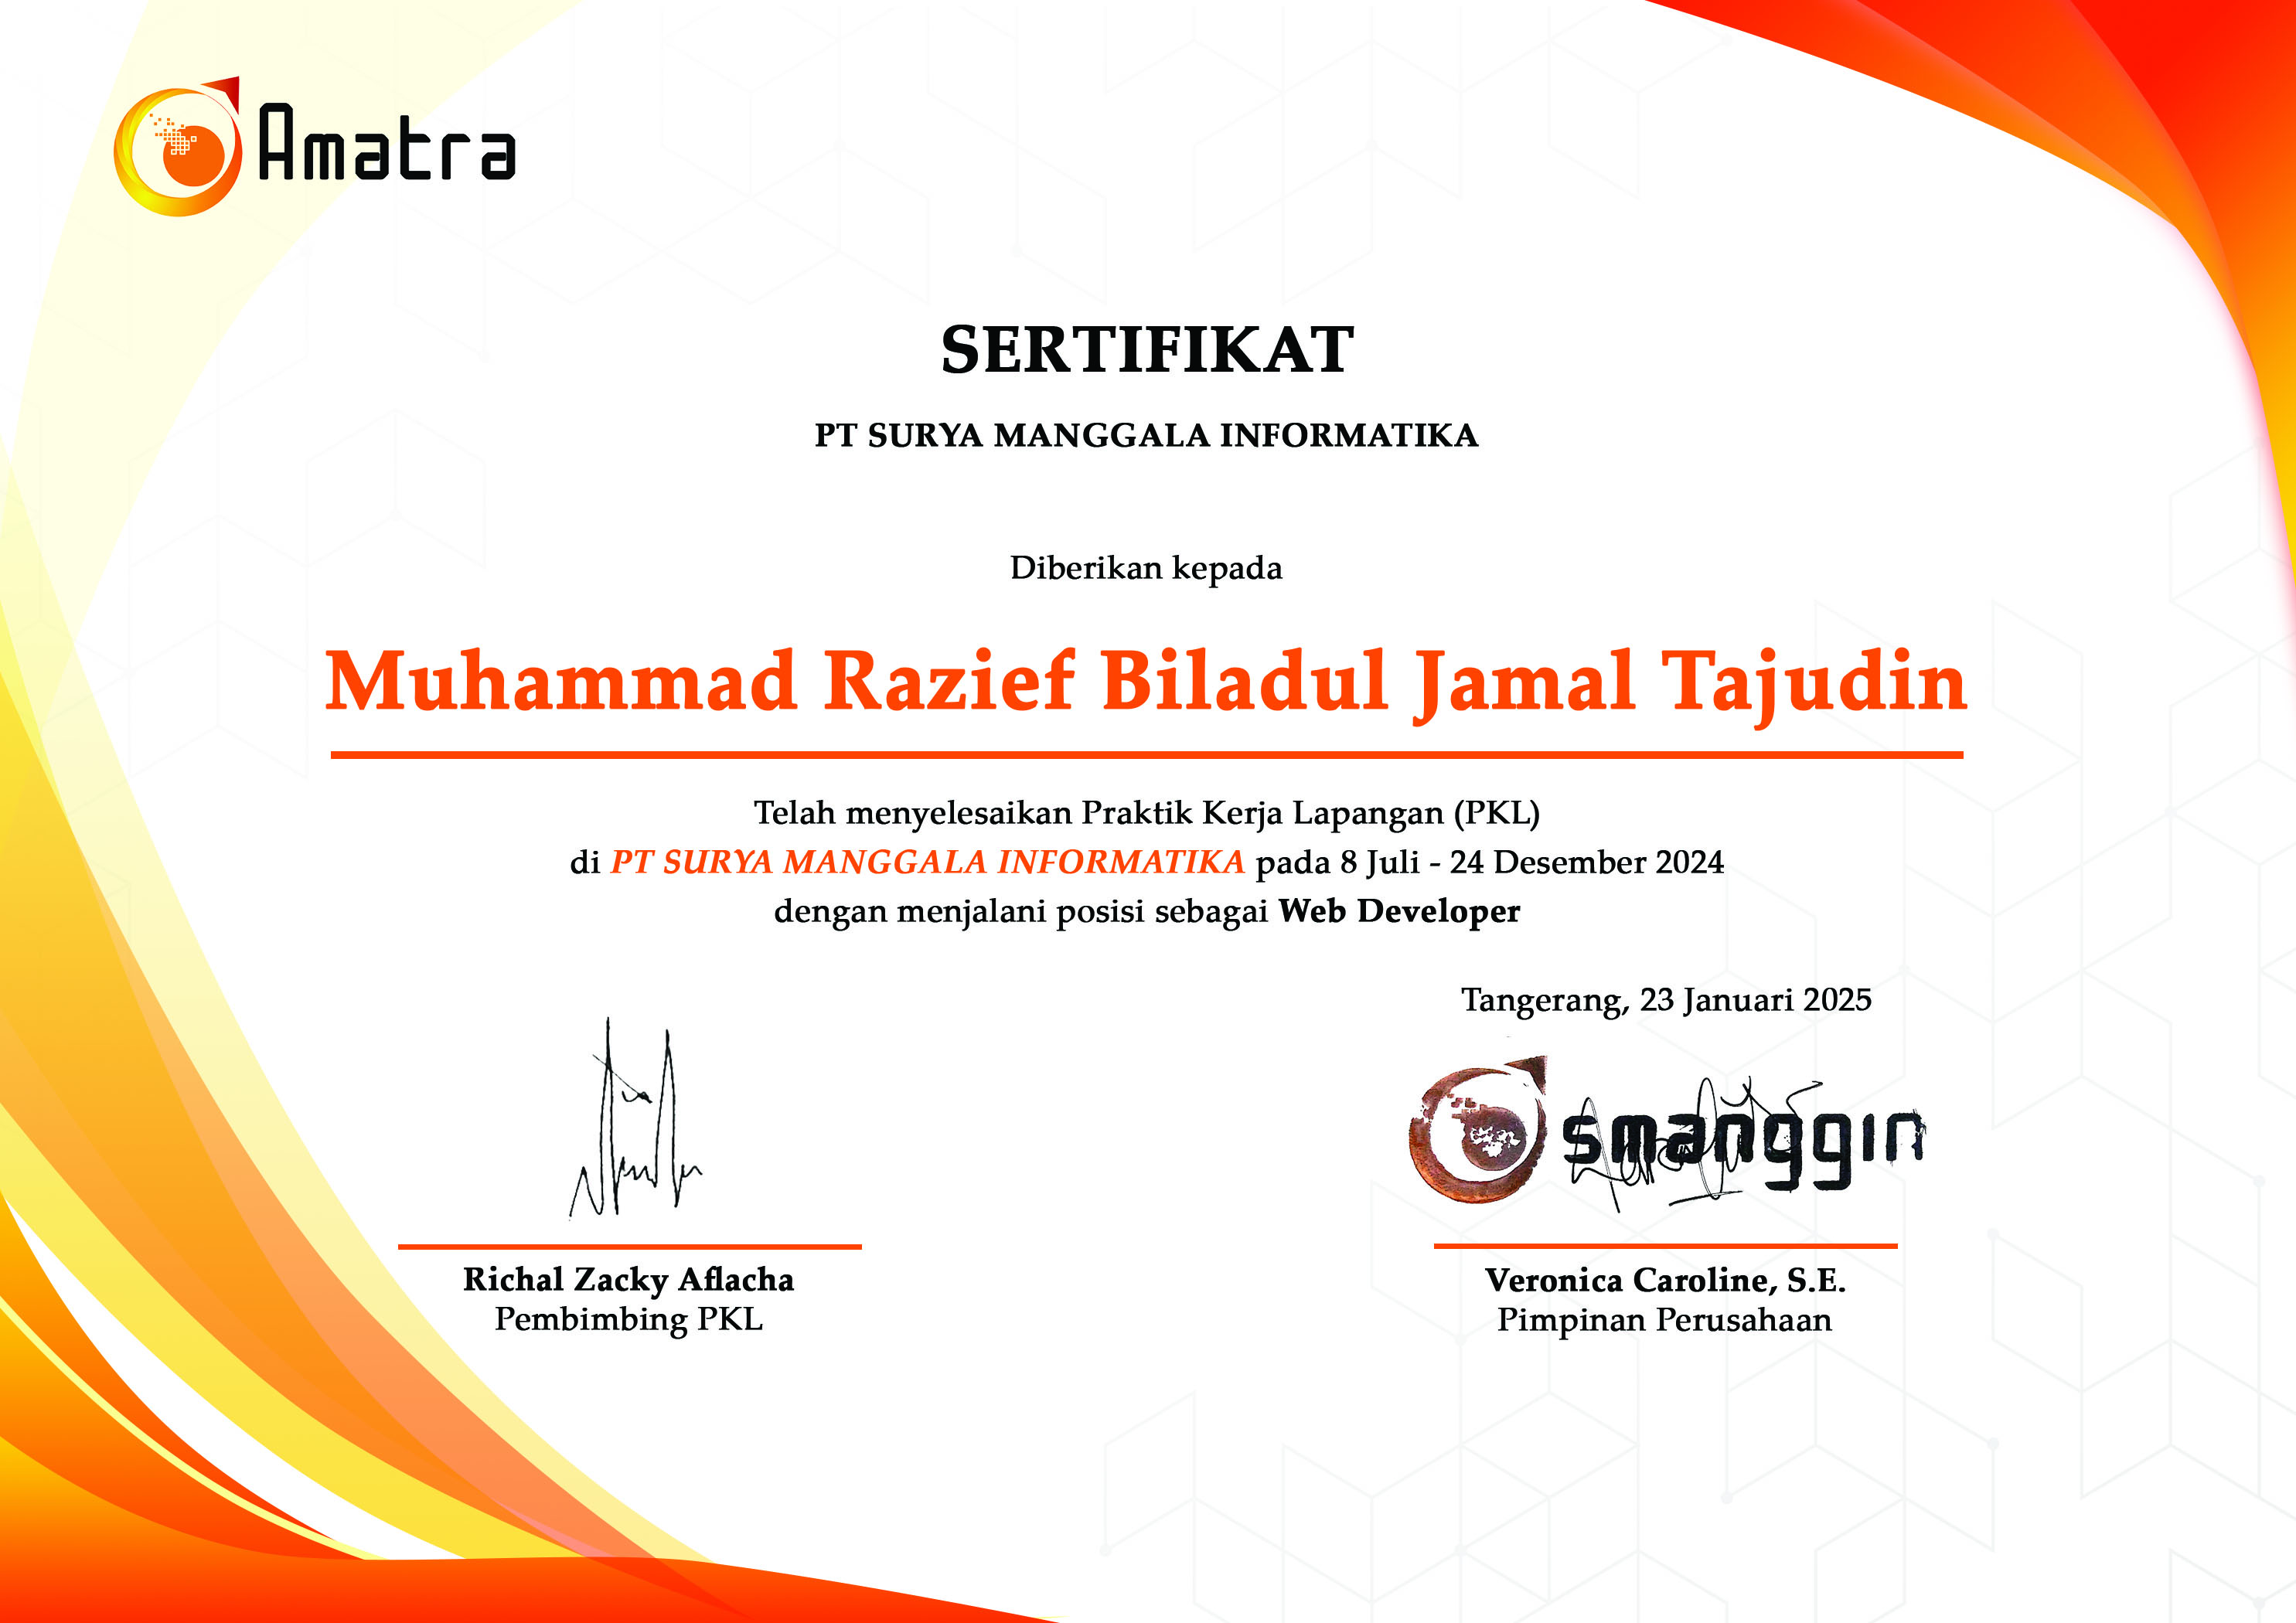 Amatra
SERTIFIKAT
PT SURYA MANGGALA INFORMATIKA
Diberikan kepada
Muhammad Razief Biladul Jamal Tajudin
Telah menyelesaikan Praktik Kerja Lapangan (PKL)
di PT SURYA MANGGALA INFORMATIKA pada 8 Juli - 24 Desember 2024
dengan menjalani posisi sebagai Web Developer
Tangerang, 23 Januari 2025
smanggin
Richal Zacky Aflacha
Pembimbing PKL
Veronica Caroline, S.E.
Pimpinan Perusahaan